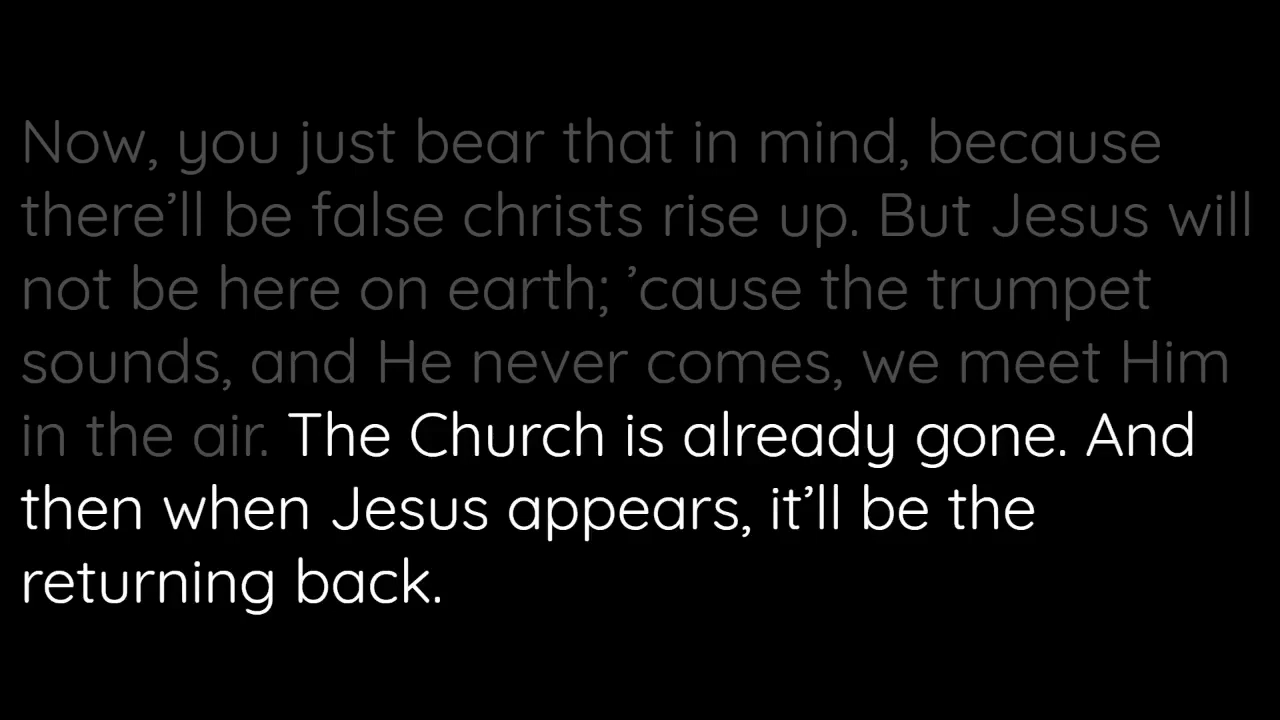 Now, you just bear that in mind, because
there’ll be false christs rise up. But Jesus will
not be here on earth; ’cause the trumpet
sounds, and He never comes, we meet Him
in the air. The Church is already gone. And
then when Jesus appears, it’ll be the
returning back.